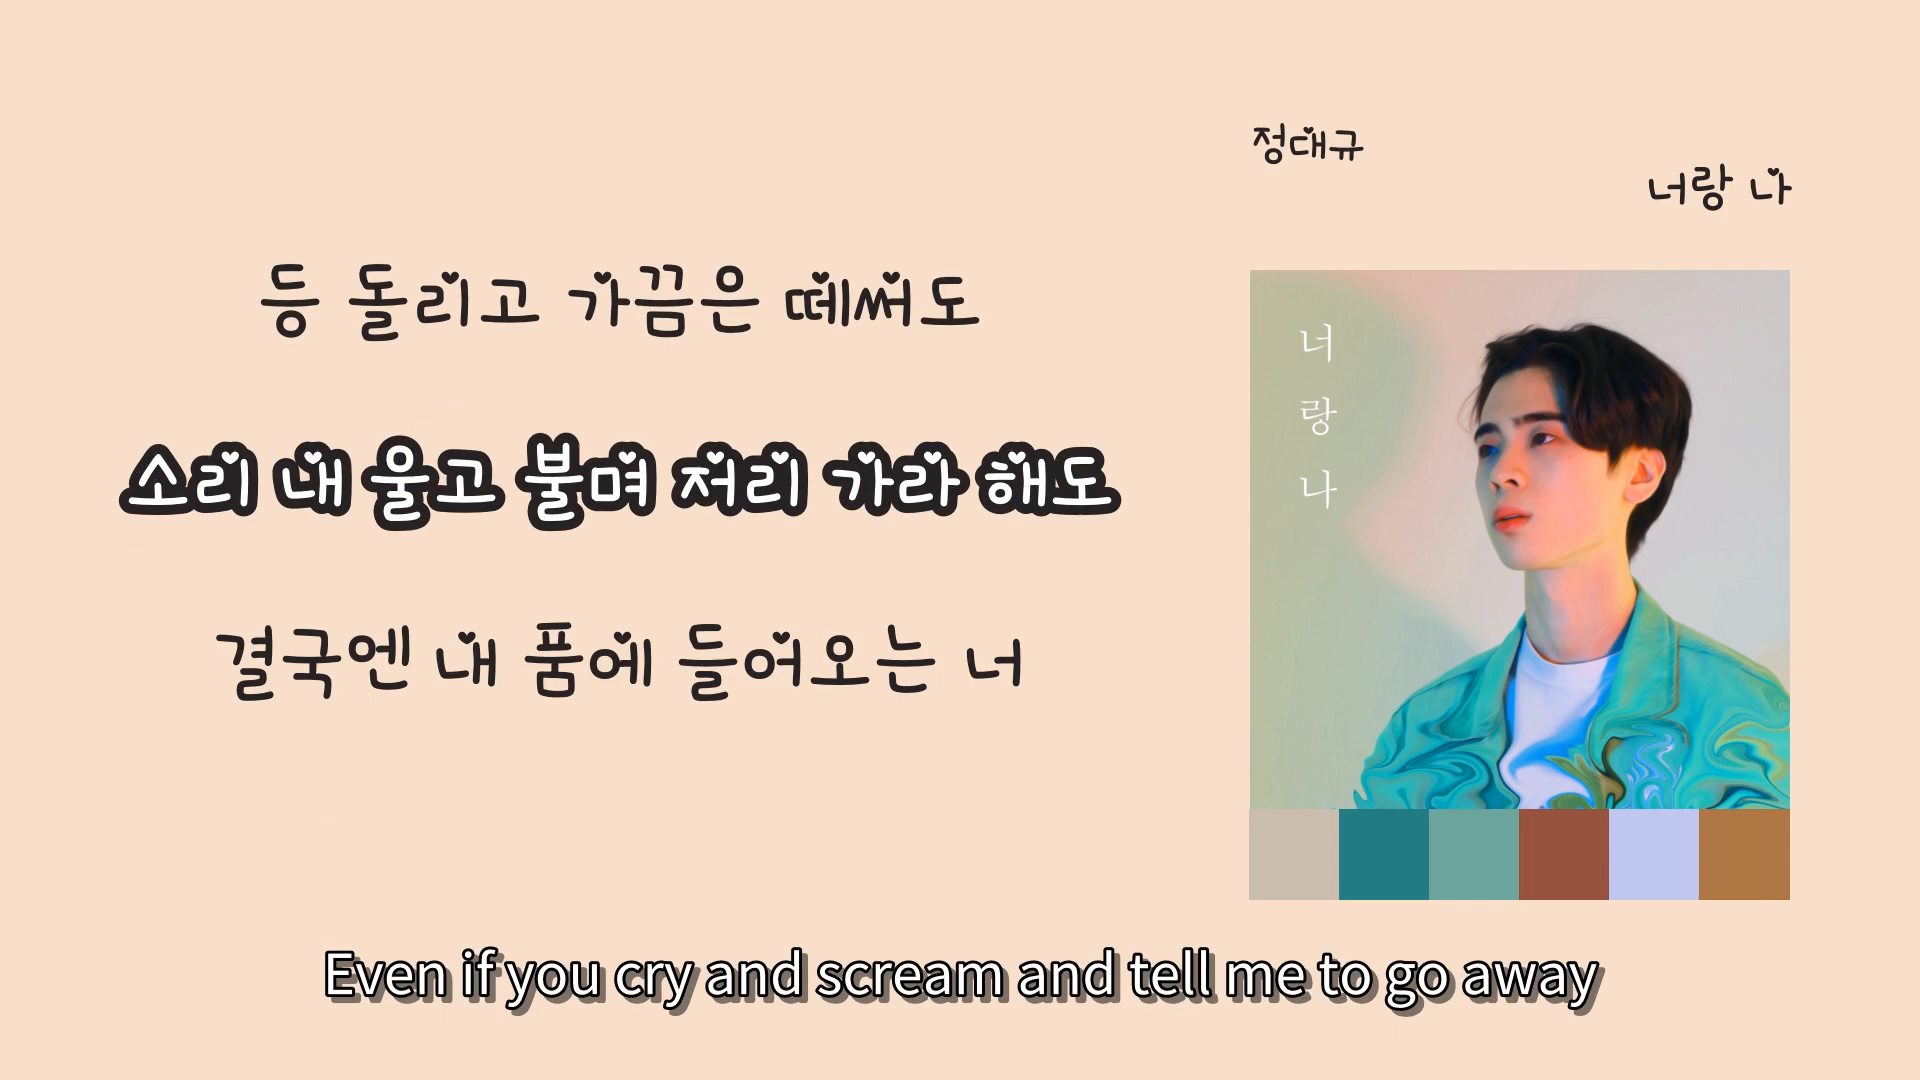 정대규
너랑 나
등 돌리고 가끔은 떼써도
소리 내 울고 불며 저리 가라 해도
결국엔 내 품에 들어오는 너
너
랑
나
Even if you cry and scream and tell me to go away